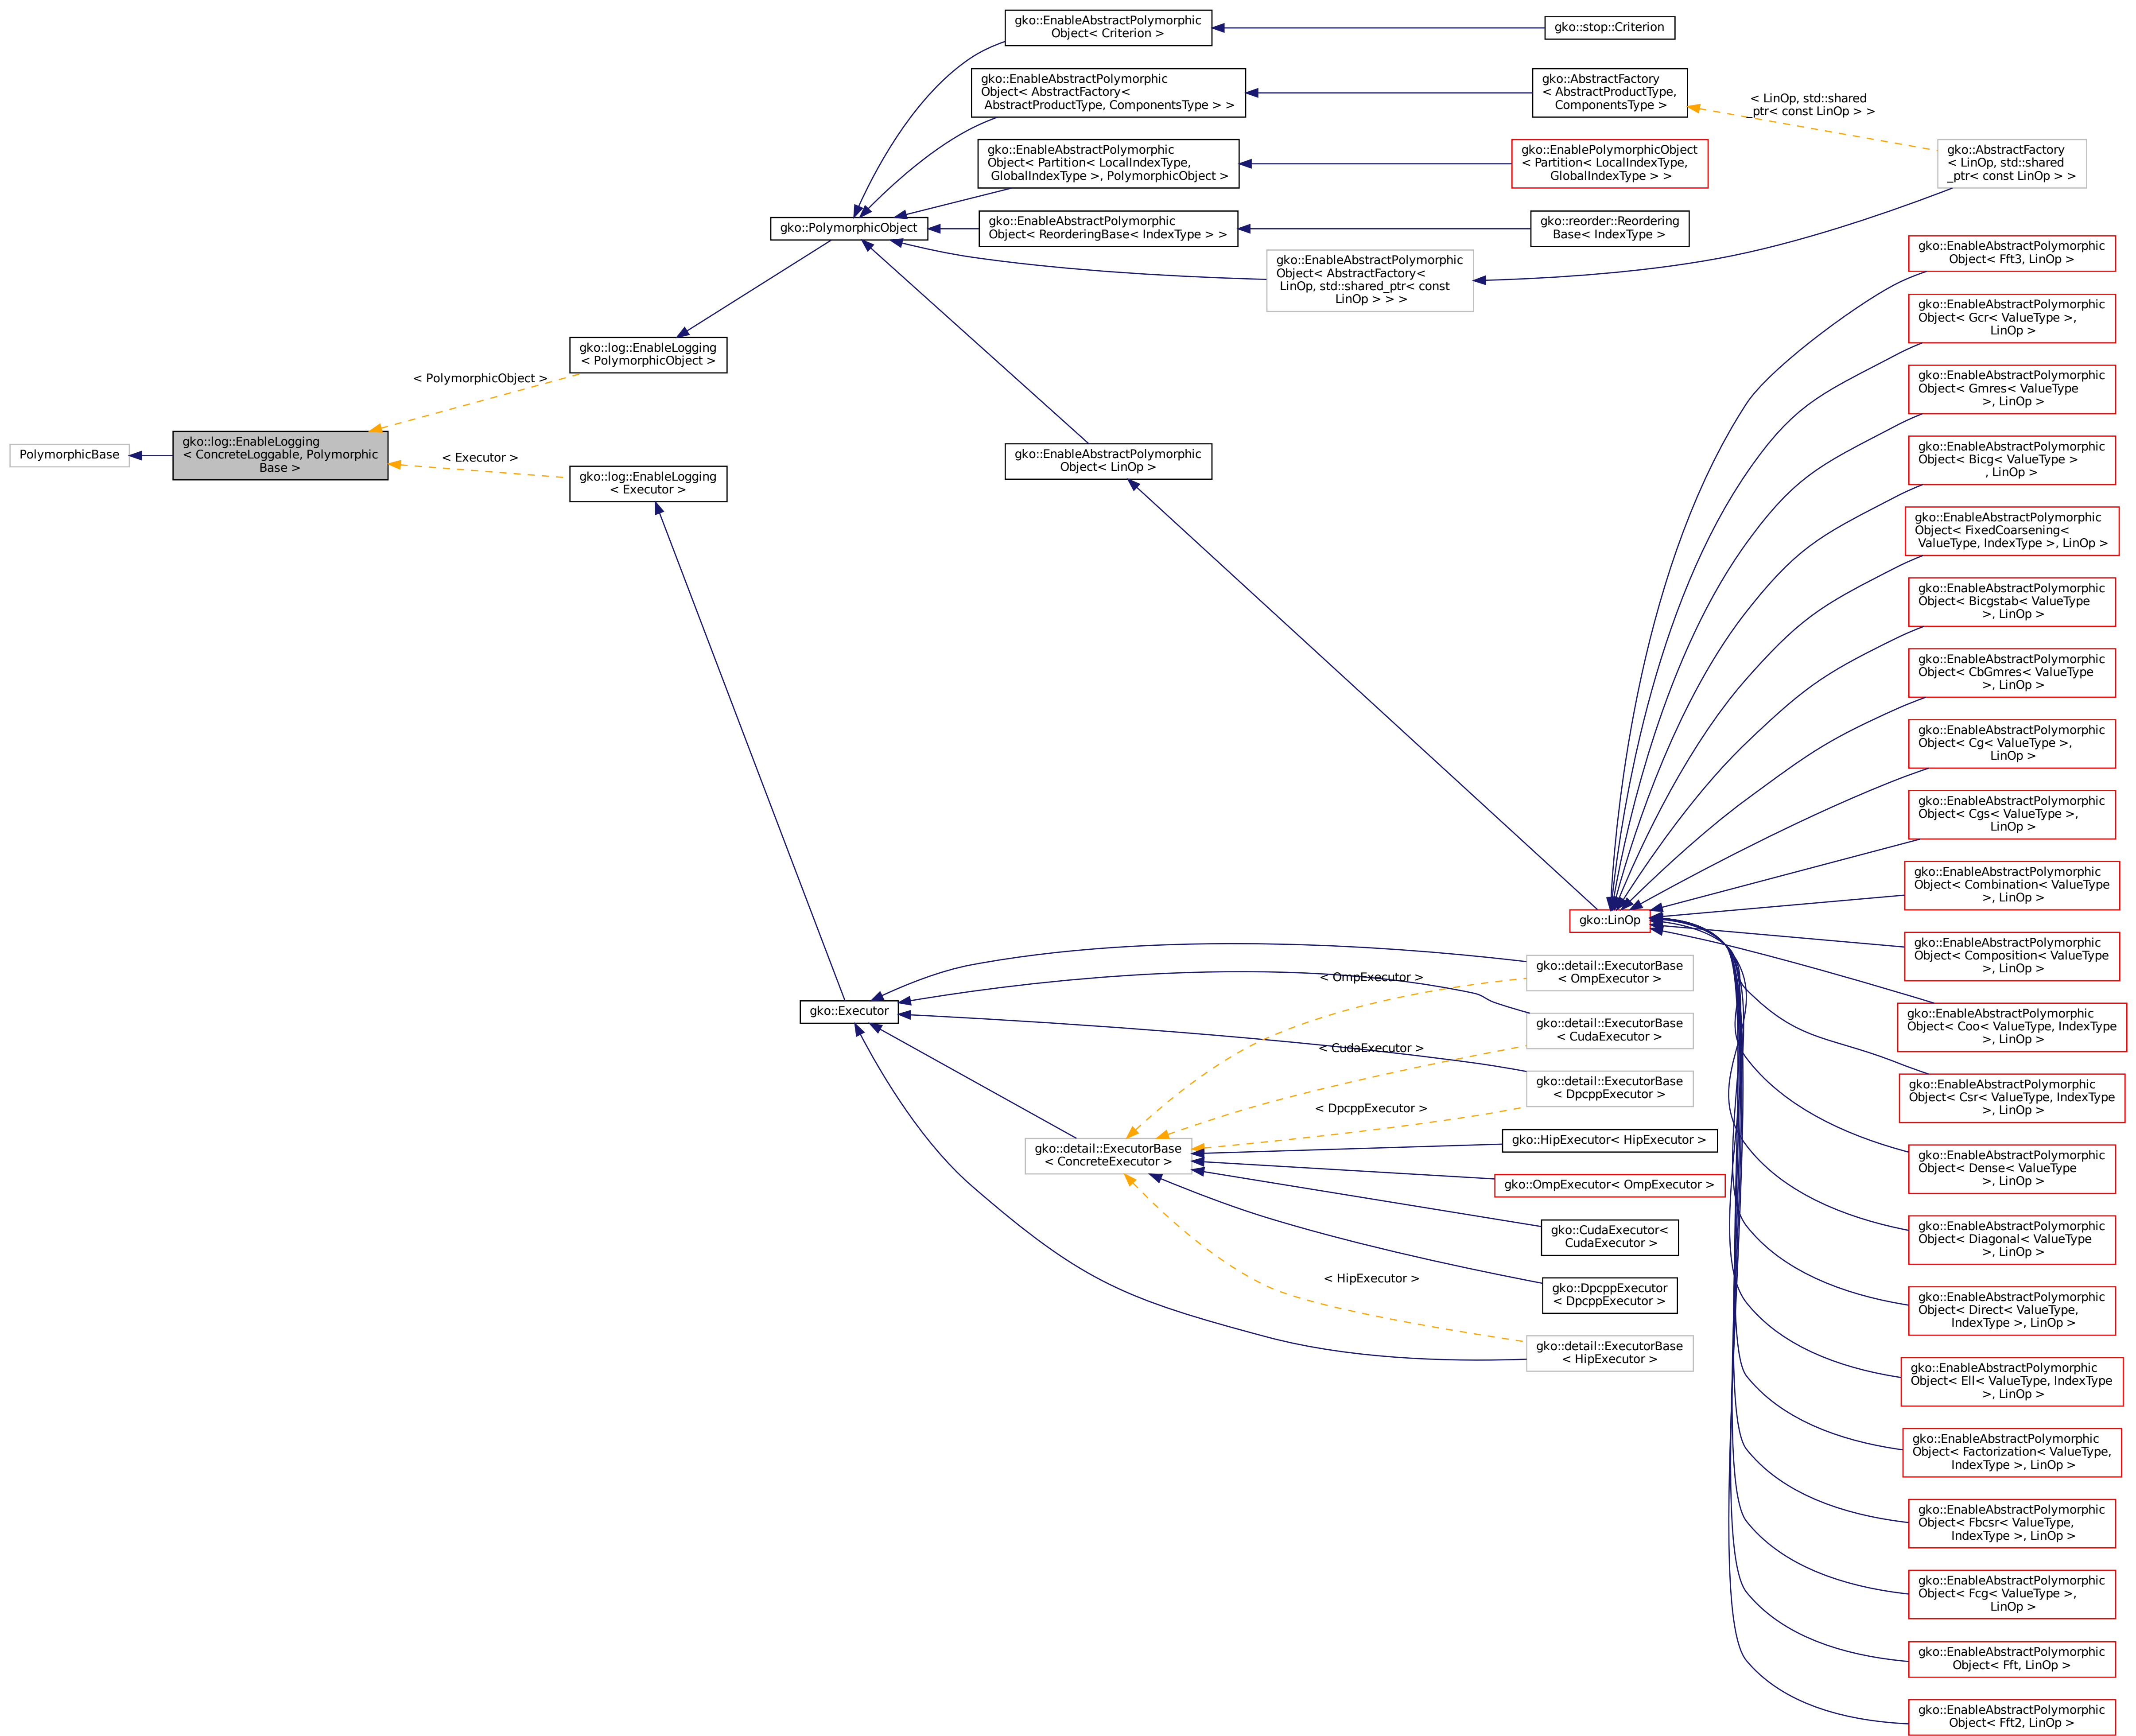 PolymorphicBase
gko::log::EnableLogging
< ConcreteLoggable, Polymorphic
Base >
< PolymorphicObject >
< Executor >
gko::log::EnableLogging
< PolymorphicObject >
gko::log::EnableLogging
< Executor >
gko::PolymorphicObject
gko::Executor
gko::EnableAbstractPolymorphic
Object< Criterion >
gko::EnableAbstractPolymorphic
Object< AbstractFactory<
AbstractProductType, ComponentsType > >
gko::EnableAbstractPolymorphic
Object< Partition< LocalIndexType,
GlobalIndexType >, PolymorphicObject >
gko::EnableAbstractPolymorphic
Object< ReorderingBase< IndexType > >
gko::EnableAbstractPolymorphic
Object< AbstractFactory<
LinOp, std::shared_ptr< const
LinOp > > >
gko::EnableAbstractPolymorphic
Object< LinOp >
gko::stop::Criterion
gko::AbstractFactory
< AbstractProductType,
ComponentsType >
gko::EnablePolymorphicObject
< Partition< LocalIndexType,
GlobalIndexType > >
gko::reorder::Reordering
Base< IndexType >
< LinOp, std::shared
_ptr< const LinOp > >
gko::AbstractFactory
< LinOp, std::shared
_ptr< const LinOp > >
gko::LinOp
gko::detail::ExecutorBase
< ConcreteExecutor >
< OmpExecutor >
< CudaExecutor >
< DpcppExecutor >
< HipExecutor >
gko::detail::ExecutorBase
< OmpExecutor >
gko::detail::ExecutorBase
< CudaExecutor >
gko::detail::ExecutorBase
< DpcppExecutor >
gko::HipExecutor< HipExecutor >
gko::OmpExecutor< OmpExecutor >
gko::CudaExecutor<
CudaExecutor >
gko::DpcppExecutor
< DpcppExecutor >
gko::detail::ExecutorBase
< HipExecutor >
gko::EnableAbstractPolymorphic
Object< Fft3, LinOp >
gko::EnableAbstractPolymorphic
Object< Gcr< ValueType >,
LinOp >
gko::EnableAbstractPolymorphic
Object< Gmres< ValueType
>, LinOp >
gko::EnableAbstractPolymorphic
Object< Bicg< ValueType >
, LinOp >
gko::EnableAbstractPolymorphic
Object< FixedCoarsening<
ValueType, IndexType >, LinOp >
gko::EnableAbstractPolymorphic
Object< Bicgstab< ValueType
>, LinOp >
gko::EnableAbstractPolymorphic
Object< CbGmres< ValueType
>, LinOp >
gko::EnableAbstractPolymorphic
Object< Cg< ValueType >,
LinOp >
gko::EnableAbstractPolymorphic
Object< Cgs< ValueType >,
LinOp >
gko::EnableAbstractPolymorphic
Object< Combination< ValueType
>, LinOp >
gko::EnableAbstractPolymorphic
Object< Composition< ValueType
>, LinOp >
gko::EnableAbstractPolymorphic
Object< Coo< ValueType, IndexType
>, LinOp >
gko::EnableAbstractPolymorphic
Object< Csr< ValueType, IndexType
>, LinOp >
gko::EnableAbstractPolymorphic
Object< Dense< ValueType
>, LinOp >
gko::EnableAbstractPolymorphic
Object< Diagonal< ValueType
>, LinOp >
gko::EnableAbstractPolymorphic
Object< Direct< ValueType,
IndexType >, LinOp >
gko::EnableAbstractPolymorphic
Object< Ell< ValueType, IndexType
>, LinOp >
gko::EnableAbstractPolymorphic
Object< Factorization< ValueType,
IndexType >, LinOp >
gko::EnableAbstractPolymorphic
Object< Fbcsr< ValueType,
IndexType >, LinOp >
gko::EnableAbstractPolymorphic
Object< Fcg< ValueType >,
LinOp >
gko::EnableAbstractPolymorphic
Object< Fft, LinOp >
gko::EnableAbstractPolymorphic
Object< Fft2, LinOp >